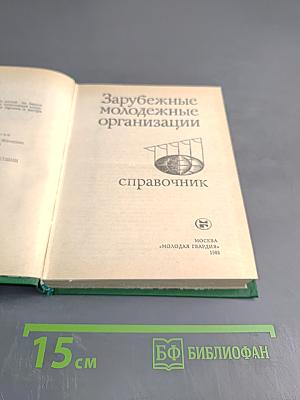 Зарубежные
молодежные
организации
справочник
МОСКВА
«МОЛОДАЯ ГВАРДИЯ»
15 см
БФ БИБЛИОФАН